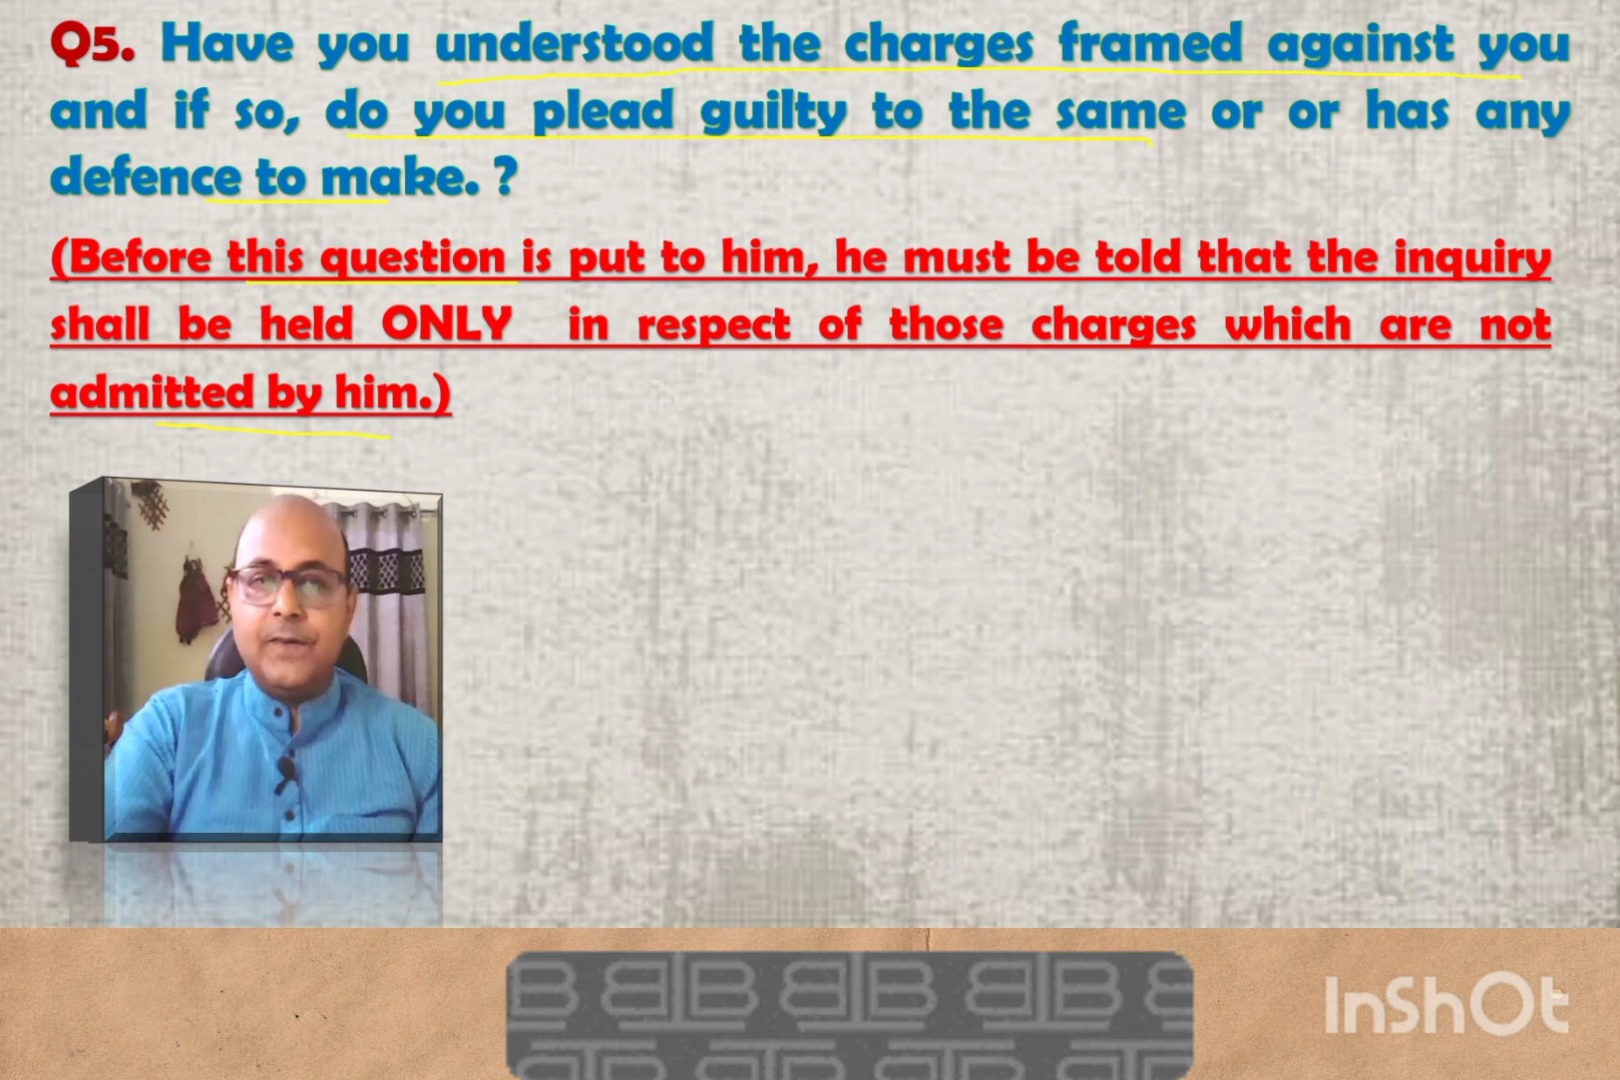 Q5. Have you understood the charges framed against you
and if so, do you plead guilty to the same or or has any
defence to make. ?
(Before this question is put to him, he must be told that the inquiry
shall be held ONLY in respect of those charges which are not
admitted by him.)
InShOt